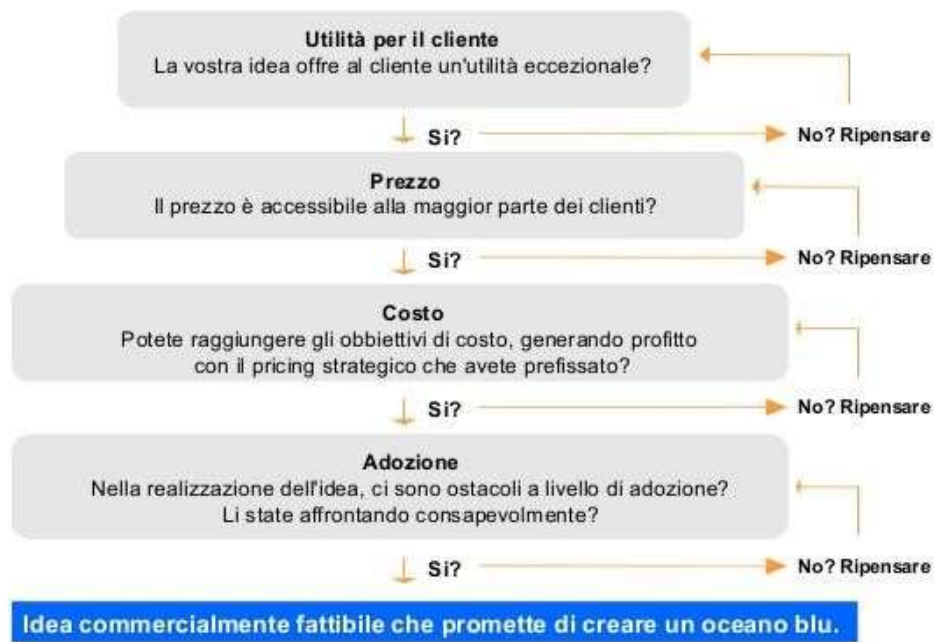 Utilità per il cliente
La vostra idea offre al cliente un'utilità eccezionale?
Si?
No? Ripensare
Prezzo
Il prezzo è accessibile alla maggior parte dei clienti?
Si?
No? Ripensare
Costo
Potete raggiungere gli obbiettivi di costo, generando profitto
con il pricing strategico che avete prefissato?
Si?
No? Ripensare
Adozione
Nella realizzazione dell'idea, ci sono ostacoli a livello di adozione?
Li state affrontando consapevolmente?
Si?
No? Ripensare
Idea commercialmente fattibile che promette di creare un oceano blu.